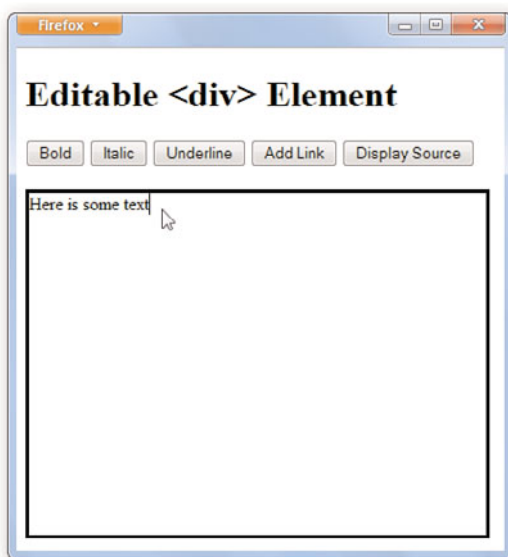 Firefox
Editable <div> Element
Bold Italic Underline Add Link Display Source
Here is some text